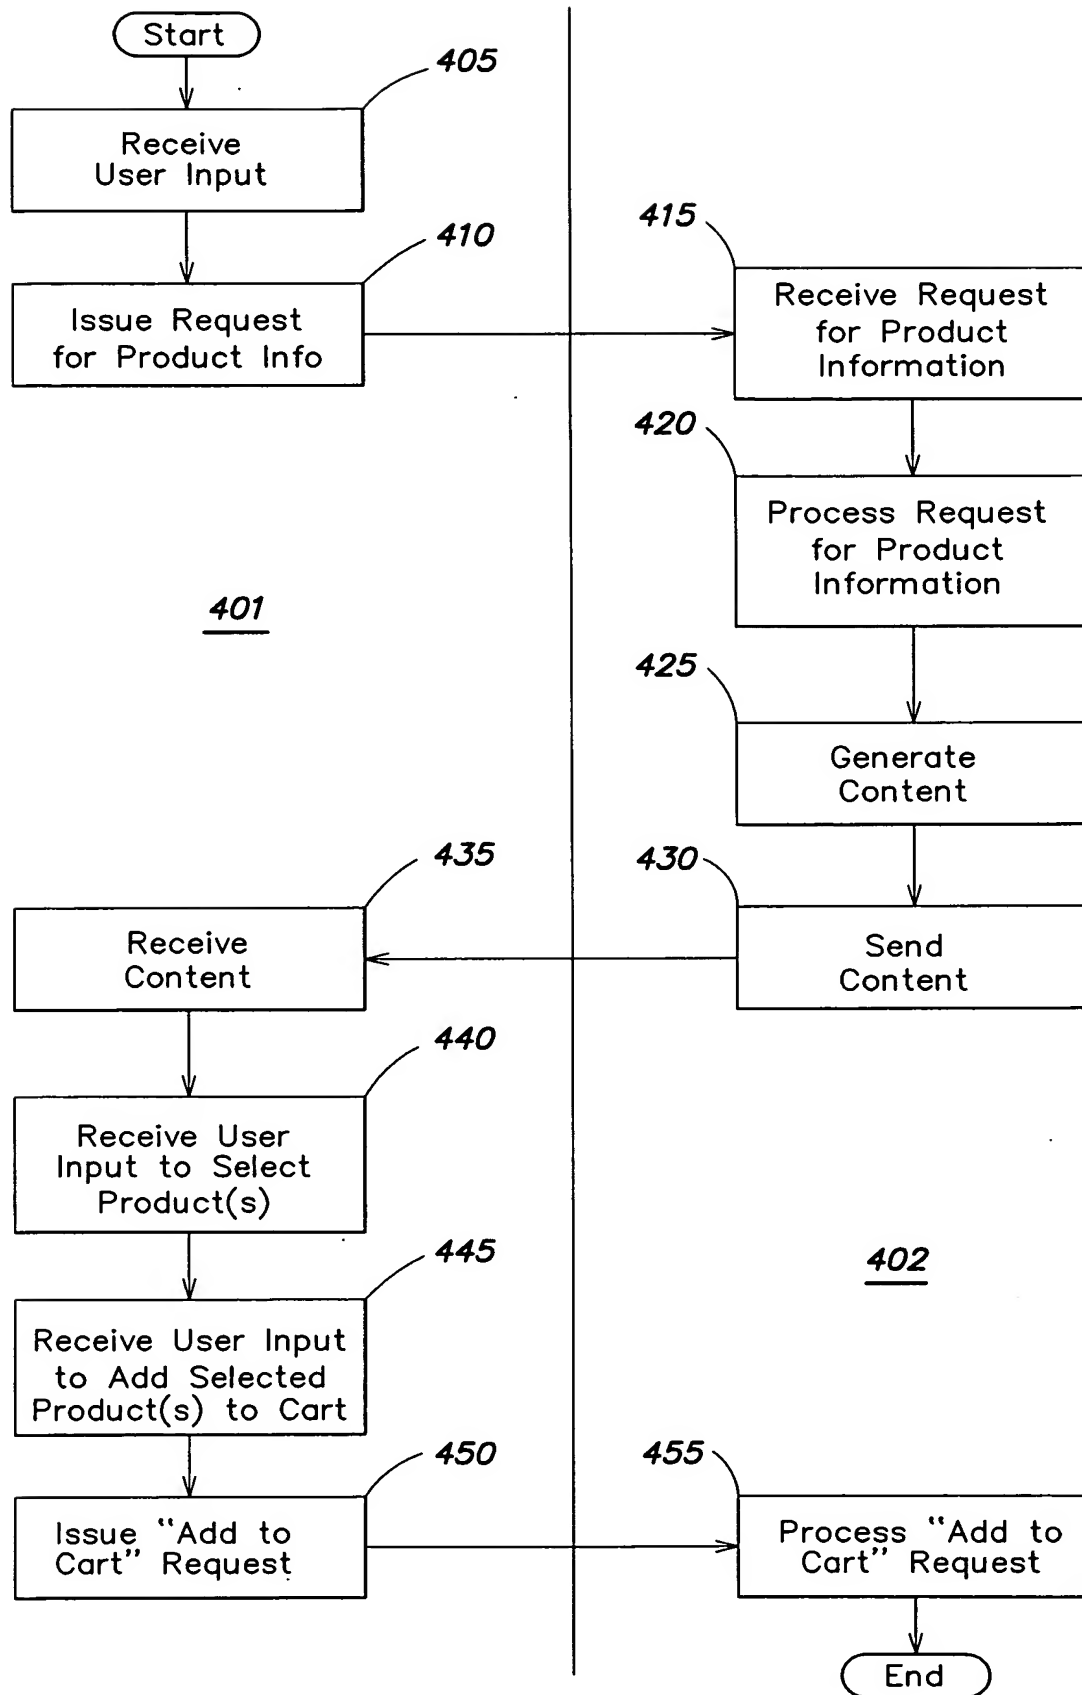 Start
405
Receive
User Input
410
Issue Request
for Product Info
415
Receive Request
for Product
Information
420
Process Request
for Product
Information
401
425
Generate
Content
430
Send
Content
435
Receive
Content
440
Receive User
Input to Select
Product(s)
445
Receive User Input
to Add Selected
Product(s) to Cart
402
450
Issue “Add to
Cart” Request
455
Process “Add to
Cart” Request
End